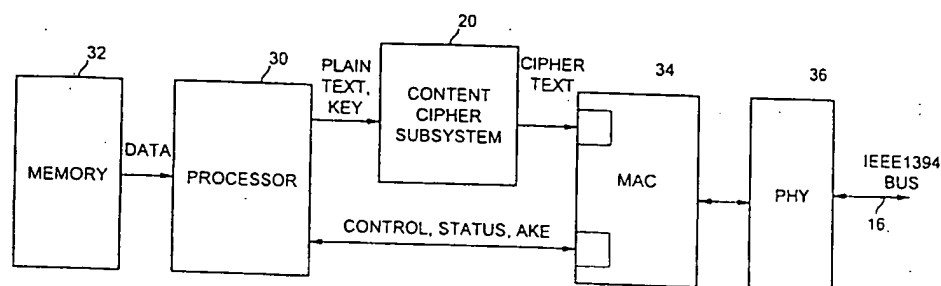 20
32
30
PLAIN
TEXT,
KEY
CIPHER
TEXT
34
36
CONTENT
CIPHER
SUBSYSTEM
DATA
MEMORY
PROCESSOR
MAC
PHY
IEEE1394
BUS
16
CONTROL, STATUS, AKE